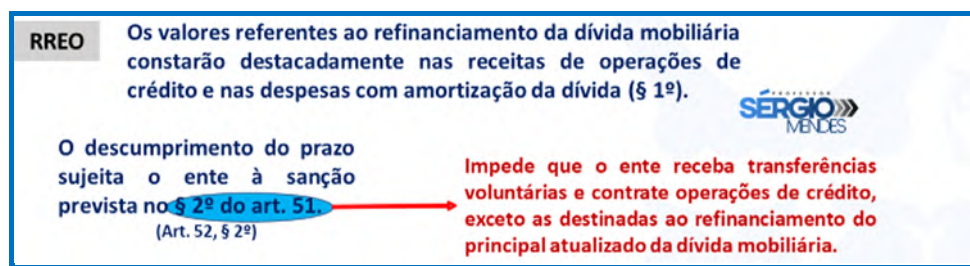 RREO
Os valores referentes ao refinanciamento da dívida mobiliária
constarão destacadamente nas receitas de operações de
crédito e nas despesas com amortização da dívida (§ 1º).
PROFESSOR
SÉRGIO
MENDES
O descumprimento do prazo
sujeita o ente à sanção
prevista no § 2º do art. 51.
(Art. 52, § 2º)
Impede que o ente receba transferências
voluntárias e contrate operações de crédito,
exceto as destinadas ao refinanciamento do
principal atualizado da dívida mobiliária.